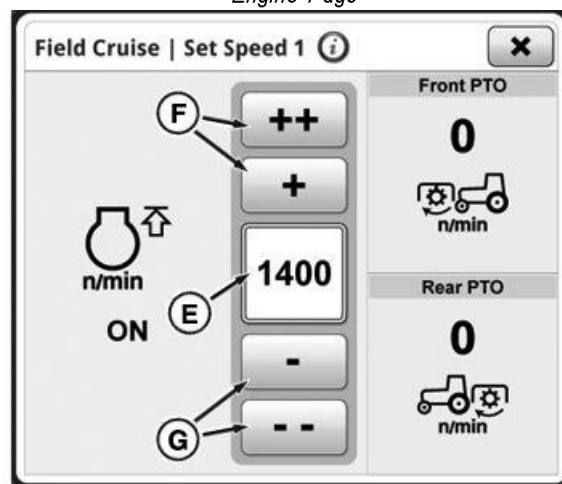 Engine Page
Field Cruise | Set Speed 1 i
Front PTO
0
n/min
Rear PTO
0
n/min
F
++
+
E
1400
n/min
ON
G
-
- -